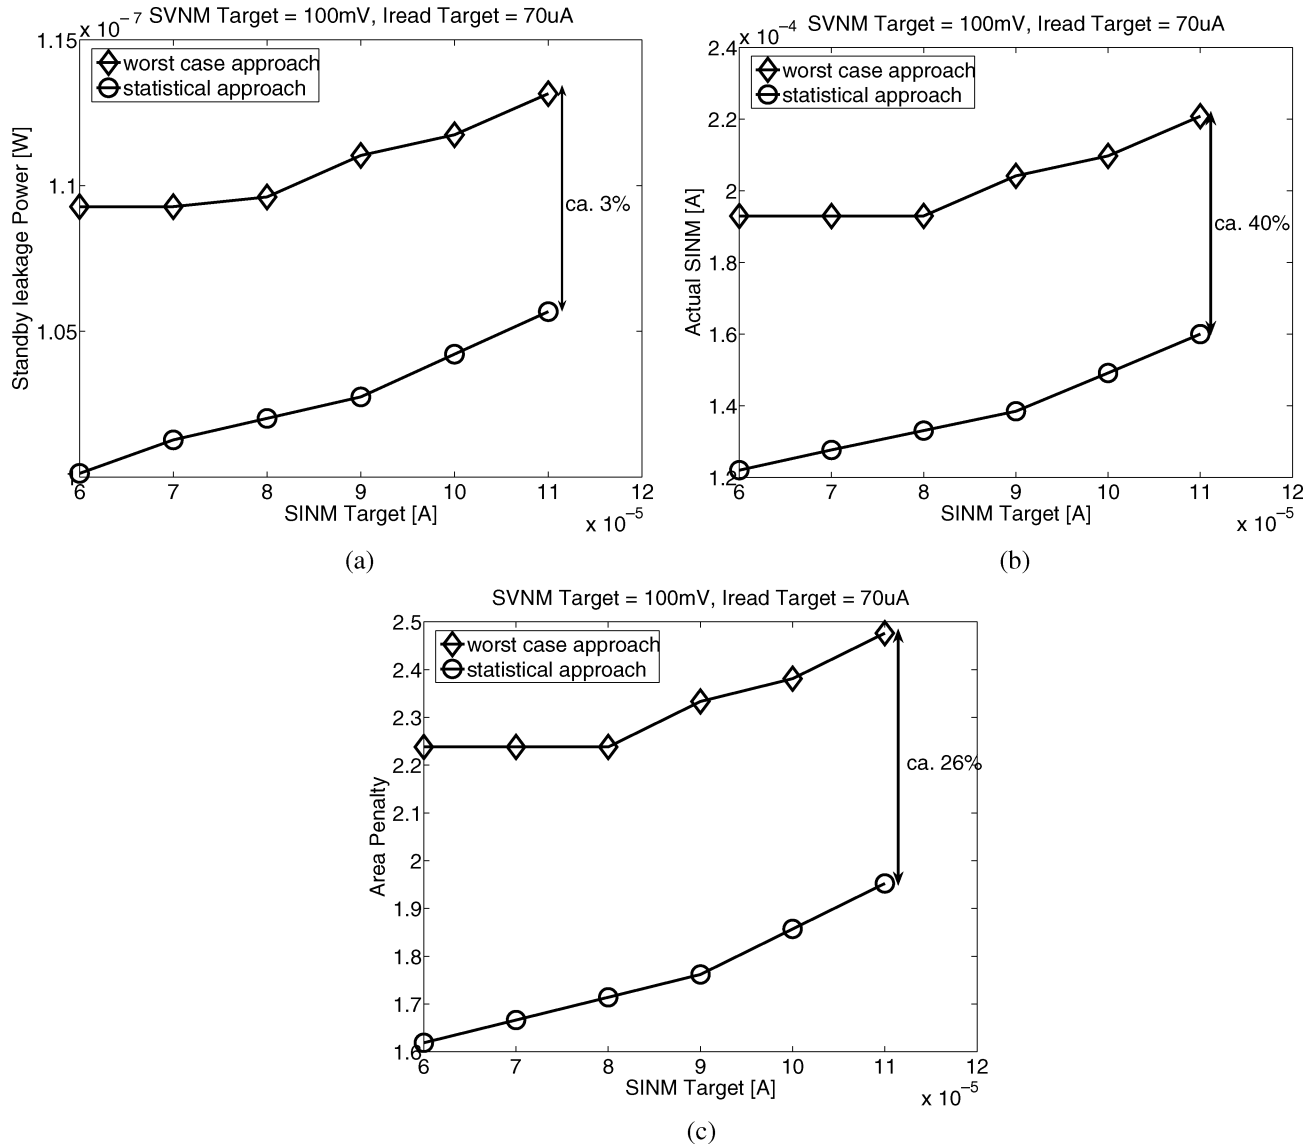 SVNM Target = 100mV, Iread Target = 70uA
x 10⁻⁷
1.15
1.1
1.05
1
Standby leakage Power [W]
worst case approach
statistical approach
ca. 3%
6 7 8 9 10 11 12
SINM Target [A]
x 10⁻⁵
(a)
SVNM Target = 100mV, Iread Target = 70uA
x 10⁻⁴
2.4
2.2
2
1.8
1.6
1.4
1.2
Actual SINM [A]
worst case approach
statistical approach
ca. 40%
6 7 8 9 10 11 12
SINM Target [A]
x 10⁻⁵
(b)
SVNM Target = 100mV, Iread Target = 70uA
2.5
2.4
2.3
2.2
2.1
2
1.9
1.8
1.7
1.6
Area Penalty
worst case approach
statistical approach
ca. 26%
6 7 8 9 10 11 12
SINM Target [A]
x 10⁻⁵
(c)